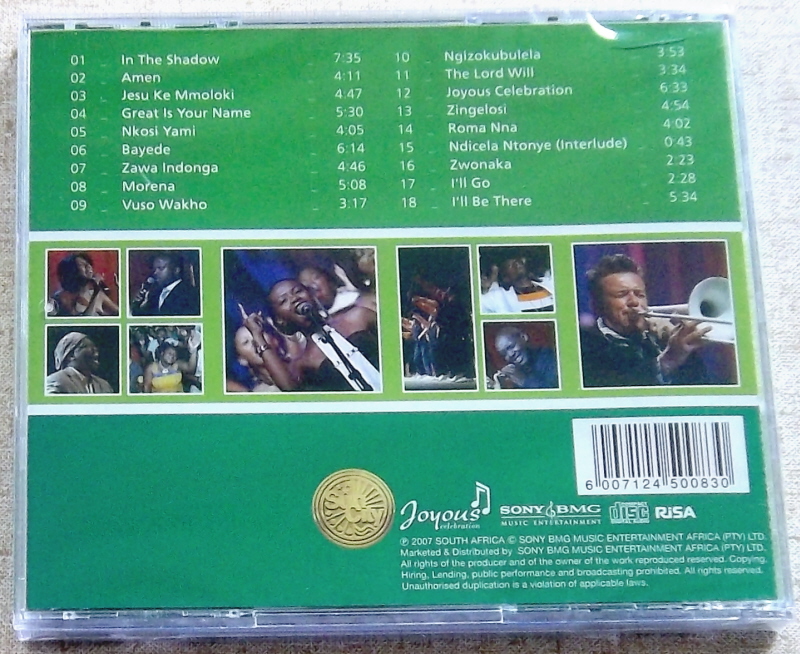 01 In The Shadow 7:35
02 Amen 4:11
03 Jesu Ke Mmoloki 4:47
04 Great Is Your Name 5:30
05 Nkosi Yami 4:05
06 Bayede 6:14
07 Zawa Indonga 4:46
08 Morena 5:08
09 Vuso Wakho 3:17
10 Ngizokubulela 3:53
11 The Lord Will 3:34
12 Joyous Celebration 6:33
13 Zingelosi 4:54
14 Roma Nna 4:02
15 Ndicela Ntonye (Interlude) 0:43
16 Zwonaka 2:23
17 I'll Go 2:28
18 I'll Be There 5:34
6 007124 500830
Joyous
celebration
SONY BMG
MUSIC ENTERTAINMENT
COMPACT
disc
DIGITAL AUDIO
RiSA
℗ 2007 SOUTH AFRICA © SONY BMG MUSIC ENTERTAINMENT AFRICA (PTY) LTD.
Marketed & Distributed by SONY BMG MUSIC ENTERTAINMENT AFRICA (PTY) LTD.
All rights of the producer and of the owner of the work reproduced reserved. Copying,
Hiring, Lending, public performance and broadcasting prohibited. All rights reserved.
Unauthorised duplication is a violation of applicable laws.